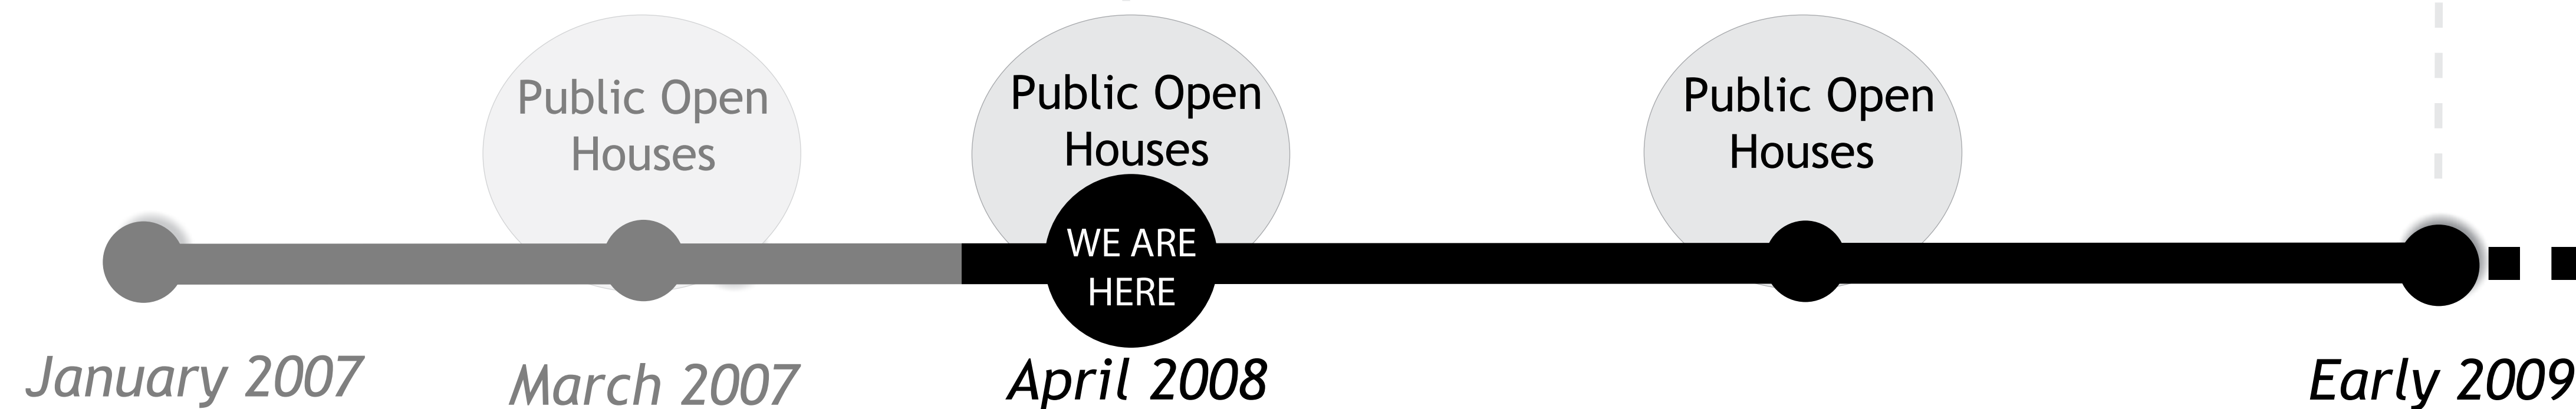 Public Open
Houses
Public Open
Houses
Public Open
Houses
WE ARE
HERE
January 2007
March 2007
April 2008
Early 2009